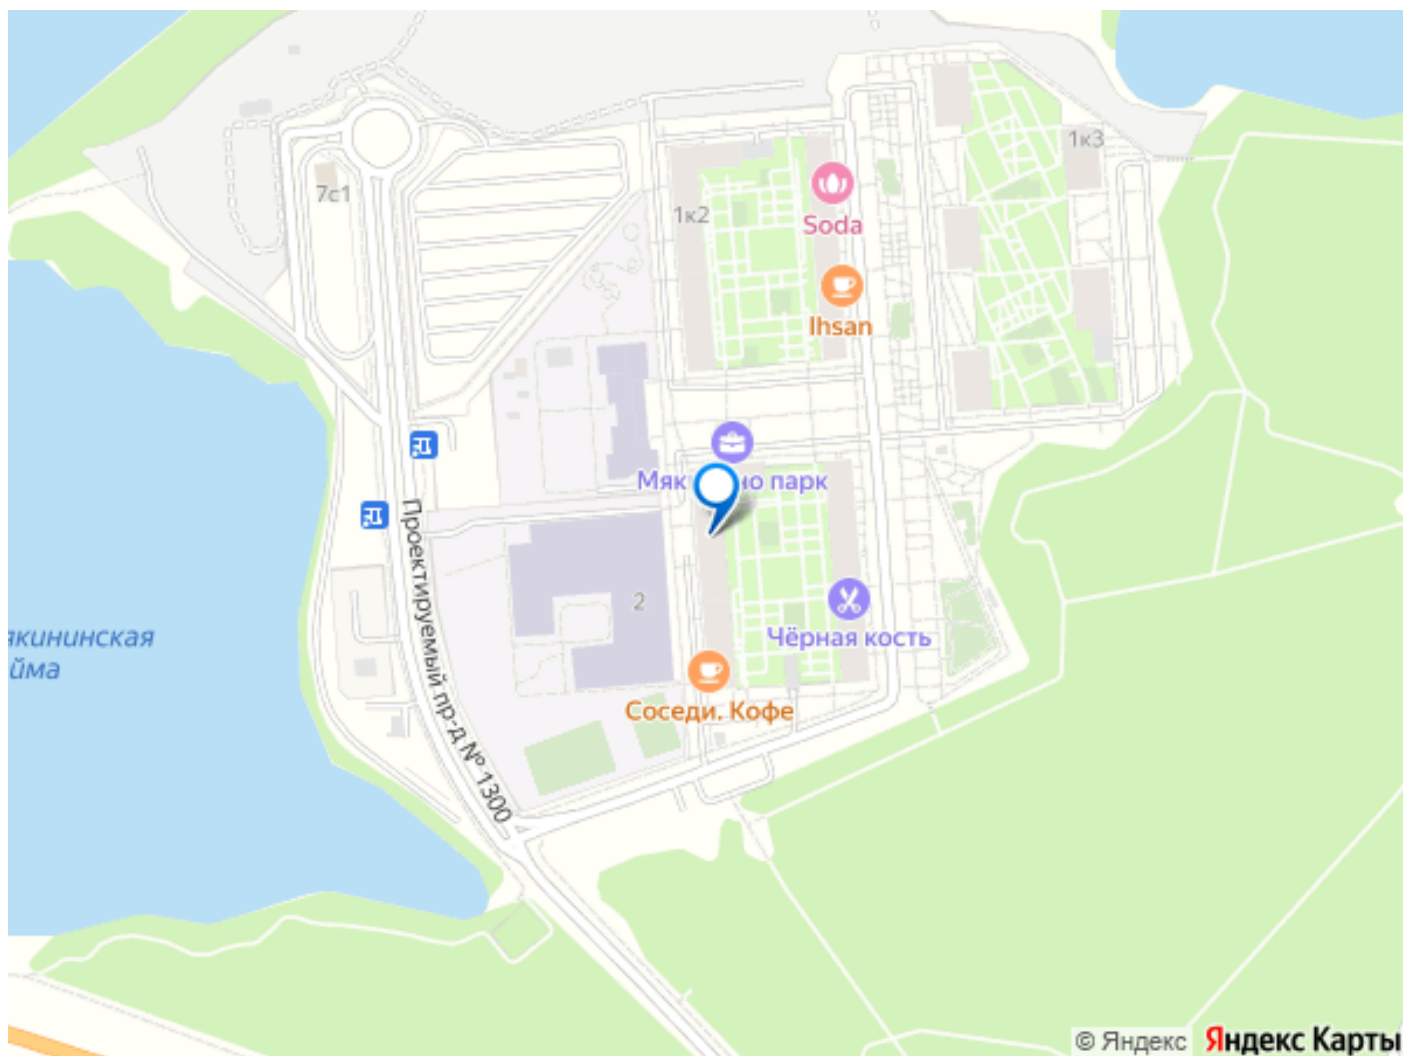 1к3
7с1
1к2
Soda
Ihsan
Мяк
но парк
Проектируемый пр-д № 1300
2
Чёрная кость
якининская
йма
Соседи. Кофе
© Яндекс Яндекс Карты